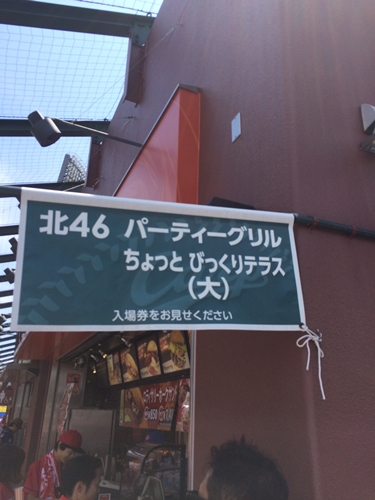 北46 パーティーグリル
ちょっと びっくりテラス
(大)
入場券をお見せください